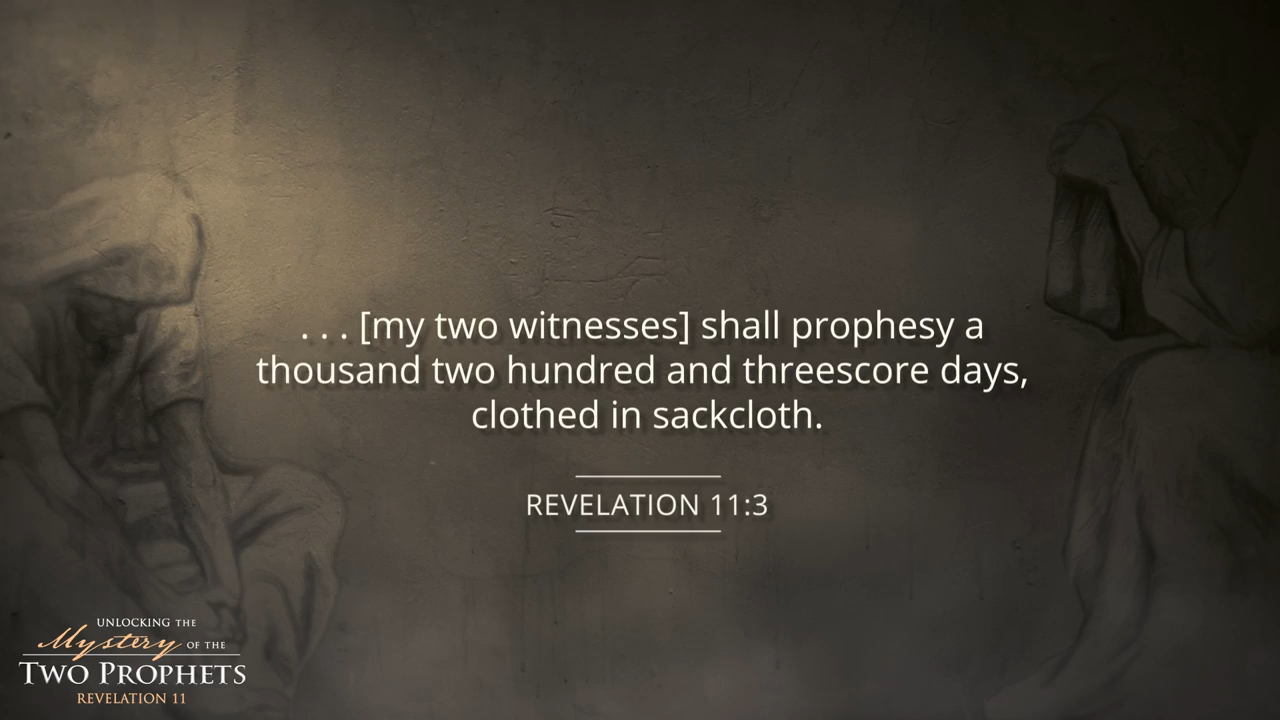 . . . [my two witnesses] shall prophesy a
thousand two hundred and threescore days,
clothed in sackcloth.
REVELATION 11:3
UNLOCKING THE
Mystery OF THE
TWO PROPHETS
REVELATION 11